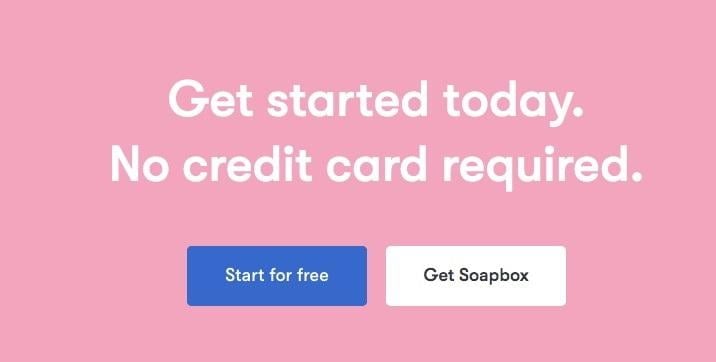 Get started today.
No credit card required.
Start for free
Get Soapbox